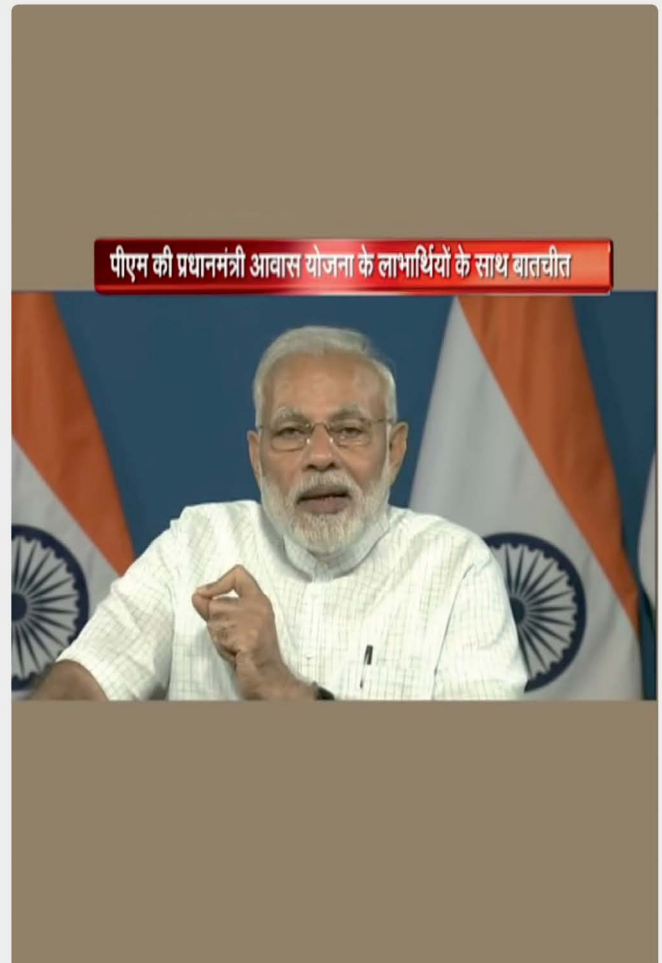 पीएम की प्रधानमंत्री आवास योजना के लाभार्थियों के साथ बातचीत